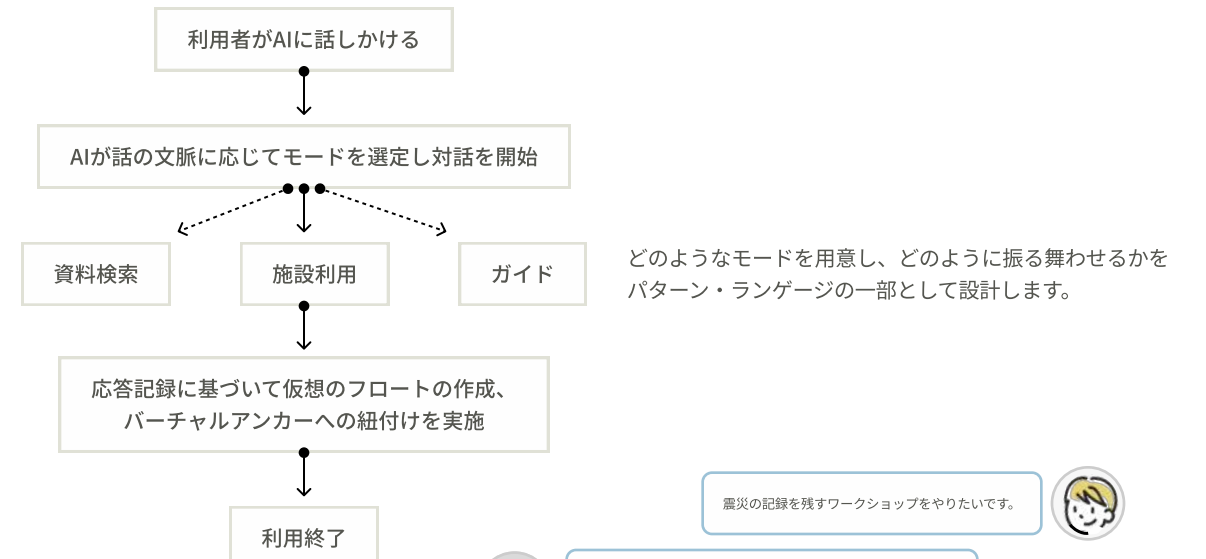 利用者がAIに話しかける
AIが話の文脈に応じてモードを選定し対話を開始
資料検索
施設利用
ガイド
どのようなモードを用意し、どのように振る舞わせるかを
パターン・ランゲージの一部として設計します。
応答記録に基づいて仮想のフロートの作成、
バーチャルアンカーへの紐付けを実施
震災の記録を残すワークショップをやりたいです。
利用終了